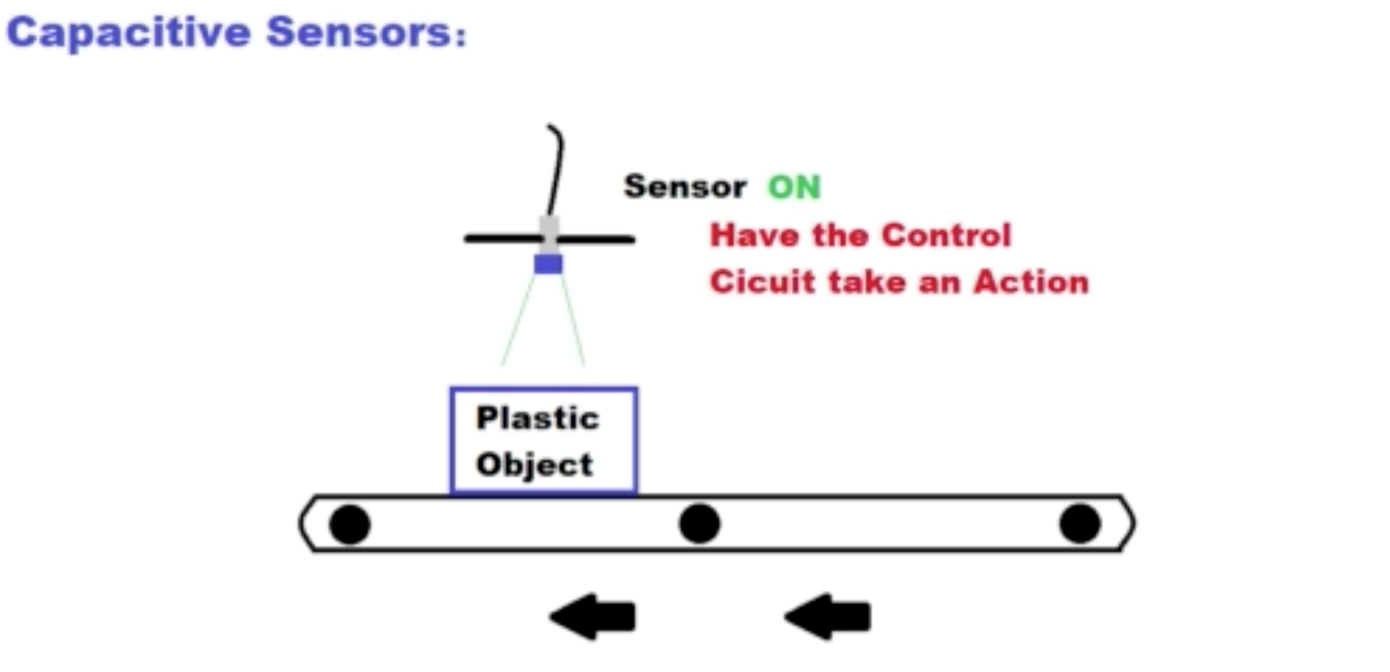 Capacitive Sensors:
Sensor ON
Have the Control
Cicuit take an Action
Plastic
Object